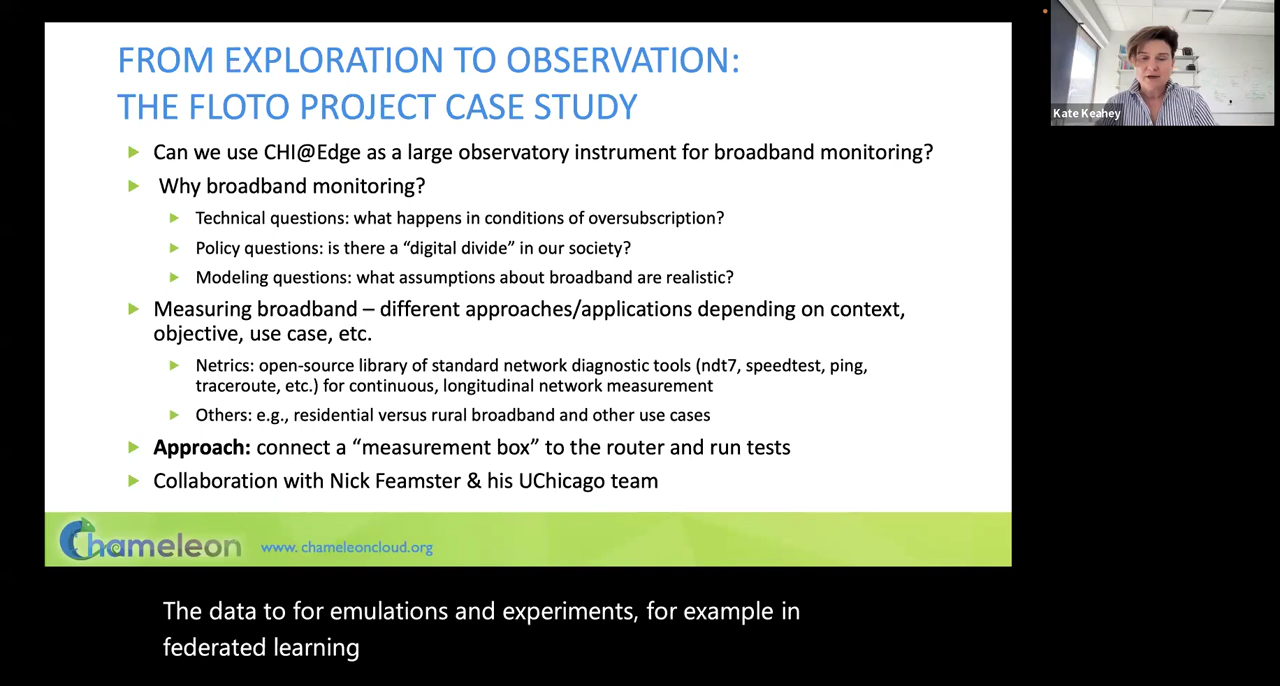 FROM EXPLORATION TO OBSERVATION:
THE FLOTO PROJECT CASE STUDY
Can we use CHI@Edge as a large observatory instrument for broadband monitoring?
Why broadband monitoring?
Technical questions: what happens in conditions of oversubscription?
Policy questions: is there a “digital divide” in our society?
Modeling questions: what assumptions about broadband are realistic?
Measuring broadband – different approaches/applications depending on context,
objective, use case, etc.
Netrics: open-source library of standard network diagnostic tools (ndt7, speedtest, ping,
traceroute, etc.) for continuous, longitudinal network measurement
Others: e.g., residential versus rural broadband and other use cases
Approach: connect a “measurement box” to the router and run tests
Collaboration with Nick Feamster & his UChicago team
Chameleon
www. chameleoncloud.org
Kate Keahey
The data to for emulations and experiments, for example in
federated learning